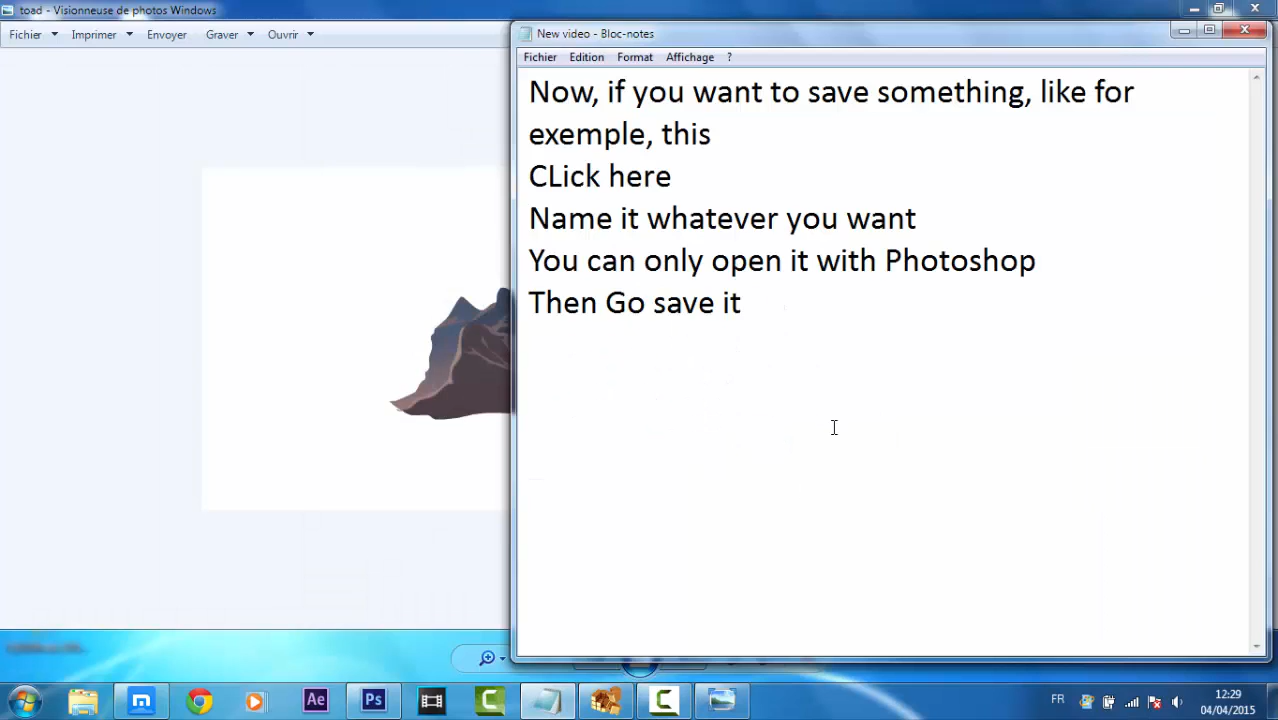 toad - Visionneuse de photos Windows
Fichier Imprimer Envoyer Graver Ouvrir
New video - Bloc-notes
Fichier Edition Format Affichage ?
Now, if you want to save something, like for
exemple, this
CLick here
Name it whatever you want
You can only open it with Photoshop
Then Go save it
Ae
Ps
FR
12:29
04/04/2015